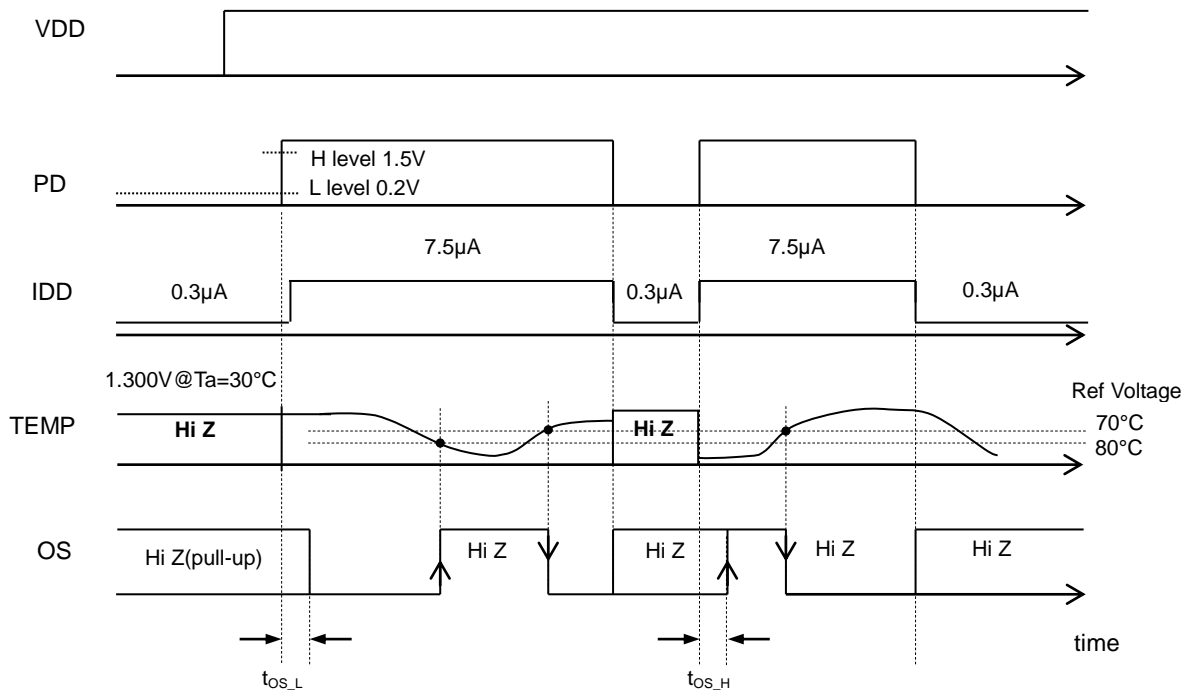 VDD
H level 1.5V
PD
L level 0.2V
7.5µA
7.5µA
0.3µA
0.3µA
0.3µA
IDD
1.300V@Ta=30°C
Ref Voltage
TEMP
Hi Z
Hi Z
70°C
80°C
OS
Hi Z(pull-up)
Hi Z
Hi Z
Hi Z
Hi Z
time
tOS_L
tOS_H